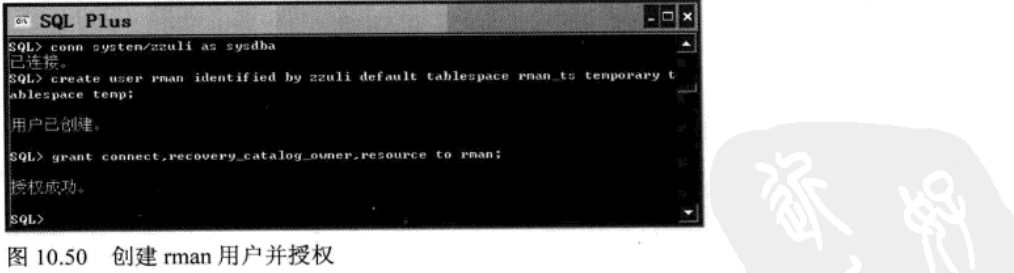 SQL Plus
SQL> conn system/zzuli as sysdba
已连接。
SQL> create user rman identified by zzuli default tablespace rman_ts temporary t
ablespace temp;
用户已创建。
SQL> grant connect,recovery_catalog_owner,resource to rman;
授权成功。
SQL>
图 10.50 创建 rman 用户并授权